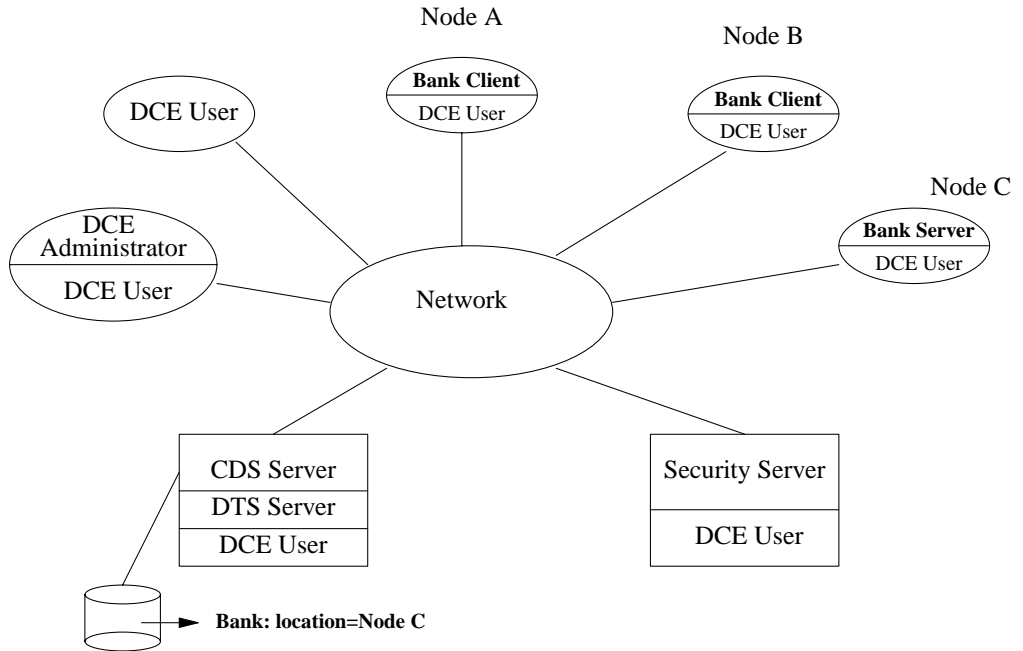 Node A
Node B
Bank Client
DCE User
Bank Client
DCE User
DCE User
Node C
DCE
Administrator
DCE User
Bank Server
DCE User
Network
CDS Server
DTS Server
DCE User
Security Server
DCE User
Bank: location=Node C